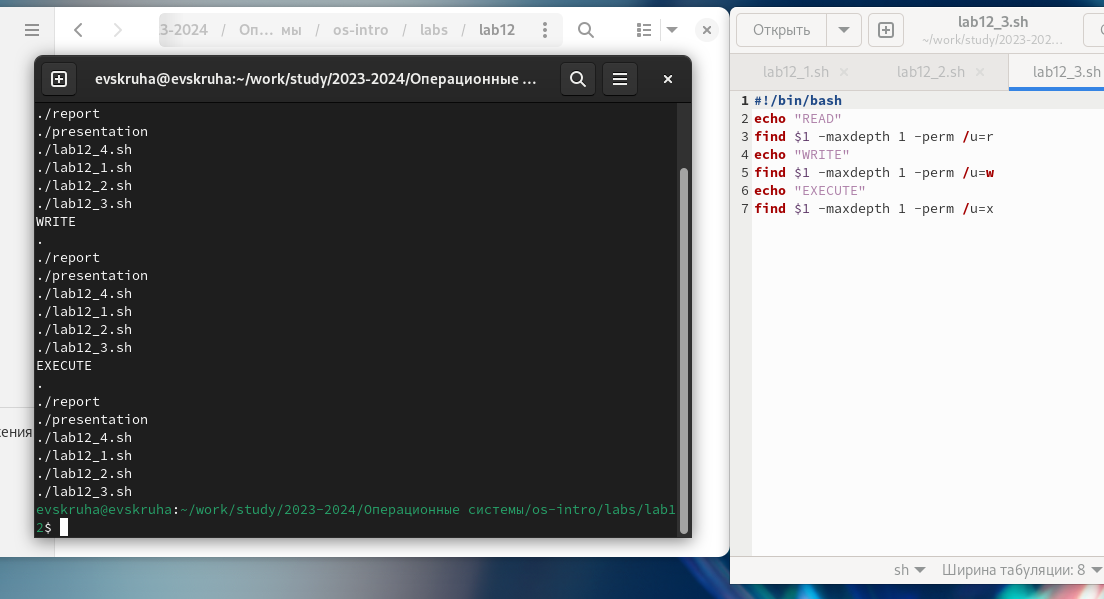 3-2024 / Оп... мы / os-intro / labs / lab12
evskruha@evskruha:~/work/study/2023-2024/Операционные ...
./report
./presentation
./lab12_4.sh
./lab12_1.sh
./lab12_2.sh
./lab12_3.sh
WRITE
.
./report
./presentation
./lab12_4.sh
./lab12_1.sh
./lab12_2.sh
./lab12_3.sh
EXECUTE
.
./report
./presentation
./lab12_4.sh
./lab12_1.sh
./lab12_2.sh
./lab12_3.sh
evskruha@evskruha:~/work/study/2023-2024/Операционные системы/os-intro/labs/lab1
2$
жения
Открыть
lab12_3.sh
~/work/study/2023-202...
lab12_1.sh lab12_2.sh lab12_3.sh
1 #!/bin/bash
2 echo "READ"
3 find $1 -maxdepth 1 -perm /u=r
4 echo "WRITE"
5 find $1 -maxdepth 1 -perm /u=w
6 echo "EXECUTE"
7 find $1 -maxdepth 1 -perm /u=x
sh Ширина табуляции: 8